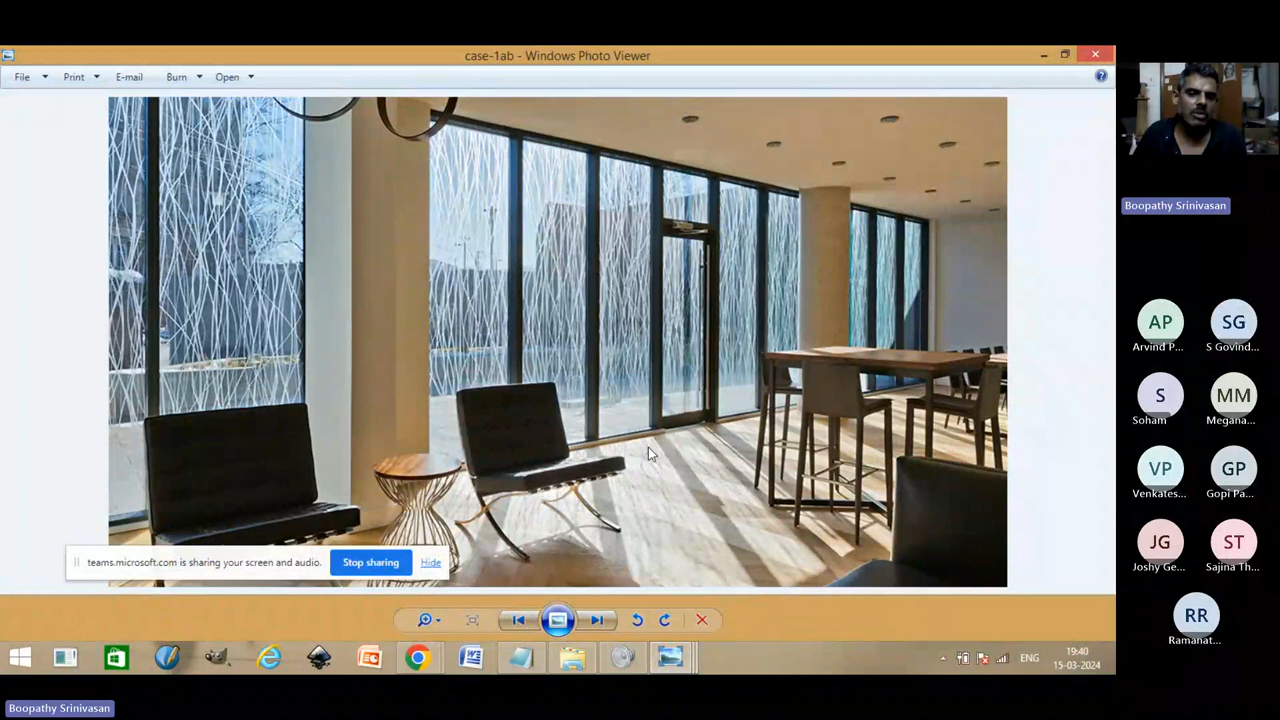 case-1ab - Windows Photo Viewer
File Print E-mail Burn Open
Boopathy Srinivasan
AP SG
Arvind P... S Govind...
S MM
Soham Megana...
VP GP
Venkates... Gopi Pa...
JG ST
Joshy Ge... Sajina Th...
RR
Ramanat...
teams.microsoft.com is sharing your screen and audio. Stop sharing Hide
ENG
19:40
15-03-2024
Boopathy Srinivasan